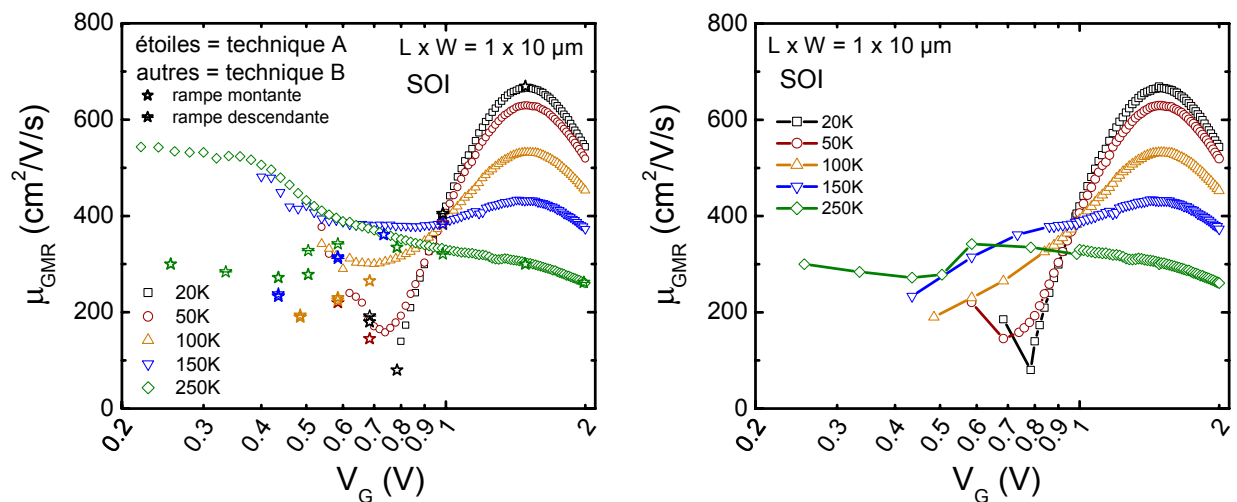 étoiles = technique A
autres = technique B
rampe montante
rampe descendante
L x W = 1 x 10 µm
SOI
20K
50K
100K
150K
250K
800
600
400
200
0
0.2
0.3
0.4
0.5
0.6
0.7
0.8
0.9
1
2
µGMR (cm²/V/s)
VG (V)
L x W = 1 x 10 µm
SOI
20K
50K
100K
150K
250K
800
600
400
200
0
0.2
0.3
0.4
0.5
0.6
0.7
0.8
0.9
1
2
µGMR (cm²/V/s)
VG (V)